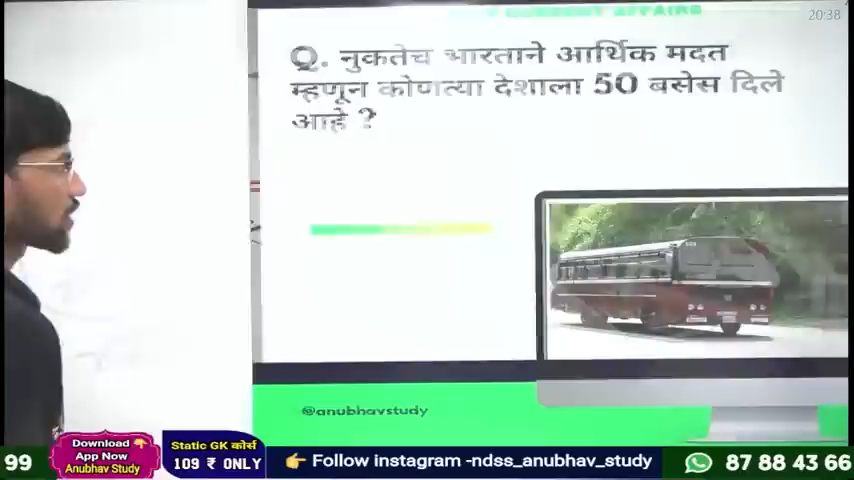 20:38
Q. नुकतेच भारताने आर्थिक मदत
म्हणून कोणत्या देशाला 50 बसेस दिले
आहे ?
@anubhavstudy
99
Download
App Now
Anubhav Study
Static GK कोर्स
109 ₹ ONLY
👉 Follow instagram -ndss_anubhav_study
87 88 43 66